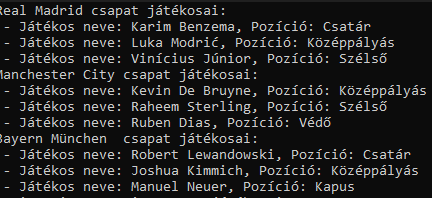 Real Madrid csapat játékosai:
- Játékos neve: Karim Benzema, Pozíció: Csatár
- Játékos neve: Luka Modrić, Pozíció: Középpályás
- Játékos neve: Vinícius Júnior, Pozíció: Szélső
Manchester City csapat játékosai:
- Játékos neve: Kevin De Bruyne, Pozíció: Középpályás
- Játékos neve: Raheem Sterling, Pozíció: Szélső
- Játékos neve: Ruben Dias, Pozíció: Védő
Bayern München  csapat játékosai:
- Játékos neve: Robert Lewandowski, Pozíció: Csatár
- Játékos neve: Joshua Kimmich, Pozíció: Középpályás
- Játékos neve: Manuel Neuer, Pozíció: Kapus